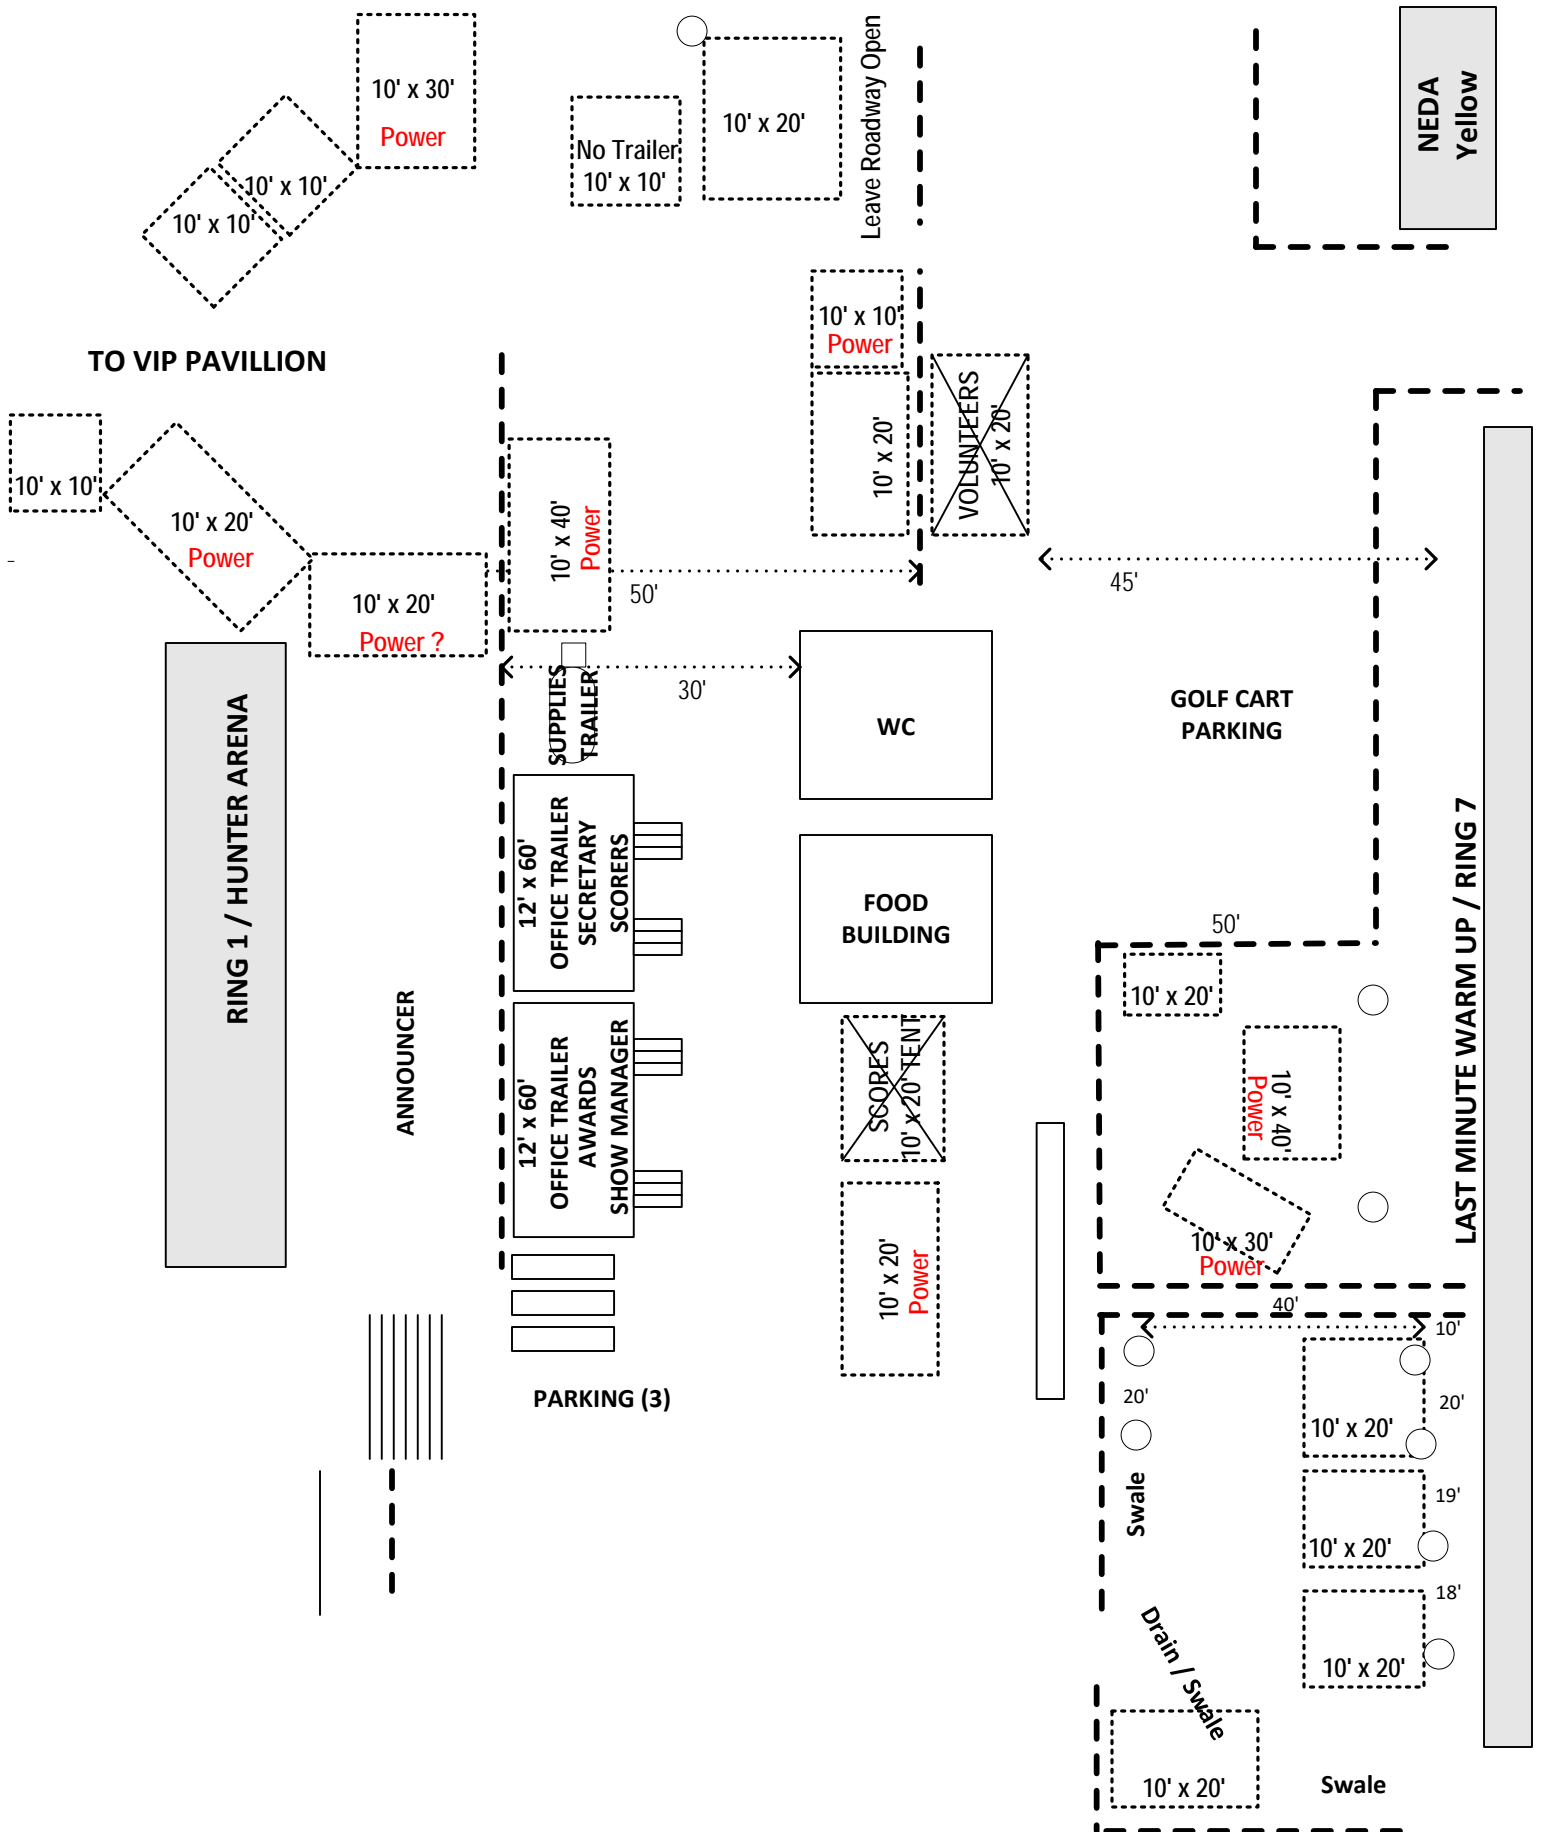 10' x 30'
Power
10' x 10'
10' x 10'
No Trailer
10' x 10'
10' x 20'
Leave Roadway Open
NEDA
Yellow
10' x 10'
Power
10' x 20'
VOLUNTEERS
10' x 20'
TO VIP PAVILLION
10' x 10'
10' x 20'
Power
10' x 20'
Power ?
10' x 40'
Power
50'
45'
30'
SUPPLIES
TRAILER
WC
GOLF CART
PARKING
RING 1 / HUNTER ARENA
12' x 60'
OFFICE TRAILER
SECRETARY
SCORERS
FOOD
BUILDING
LAST MINUTE WARM UP / RING 7
50'
10' x 20'
ANNOUNCER
12' x 60'
OFFICE TRAILER
AWARDS
SHOW MANAGER
SCORES
10' x 20' TENT
10' x 40'
Power
10' x 30'
Power
10' x 20'
Power
40'
10'
PARKING (3)
20'
20'
10' x 20'
Swale
19'
10' x 20'
18'
10' x 20'
Drain / Swale
10' x 20'
Swale